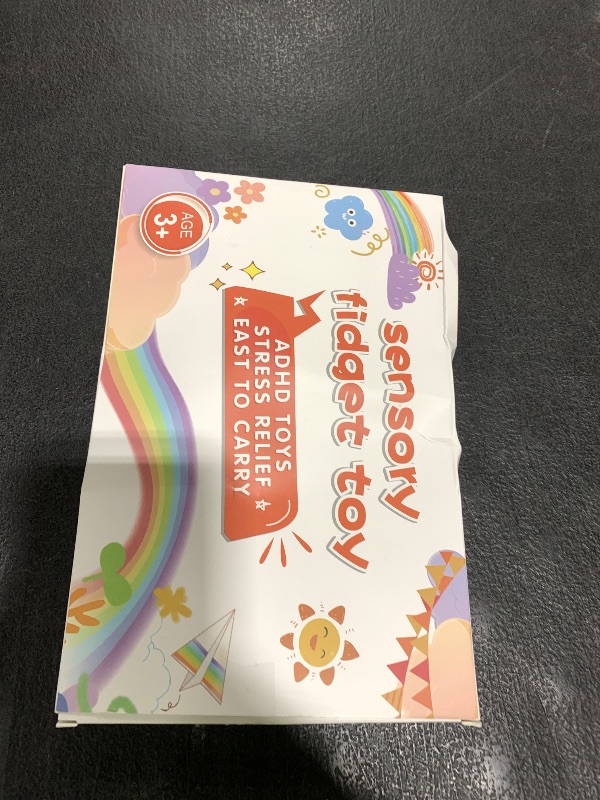 sensory
fidget toy
ADHD TOYS
STRESS RELIEF
EAST TO CARRY
AGE
3+